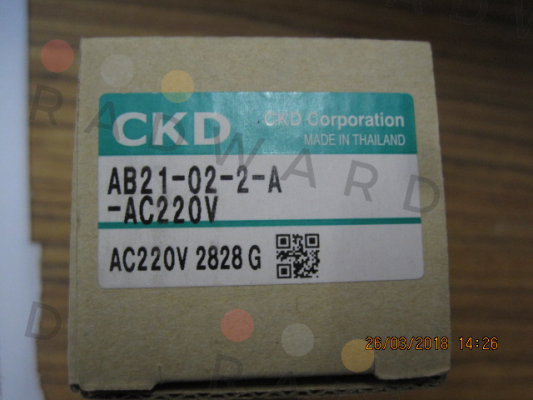 CKD
CKD Corporation
MADE IN THAILAND
AB21-02-2-A
-AC220V
AC220V 2828 G
26/03/2018 14:26